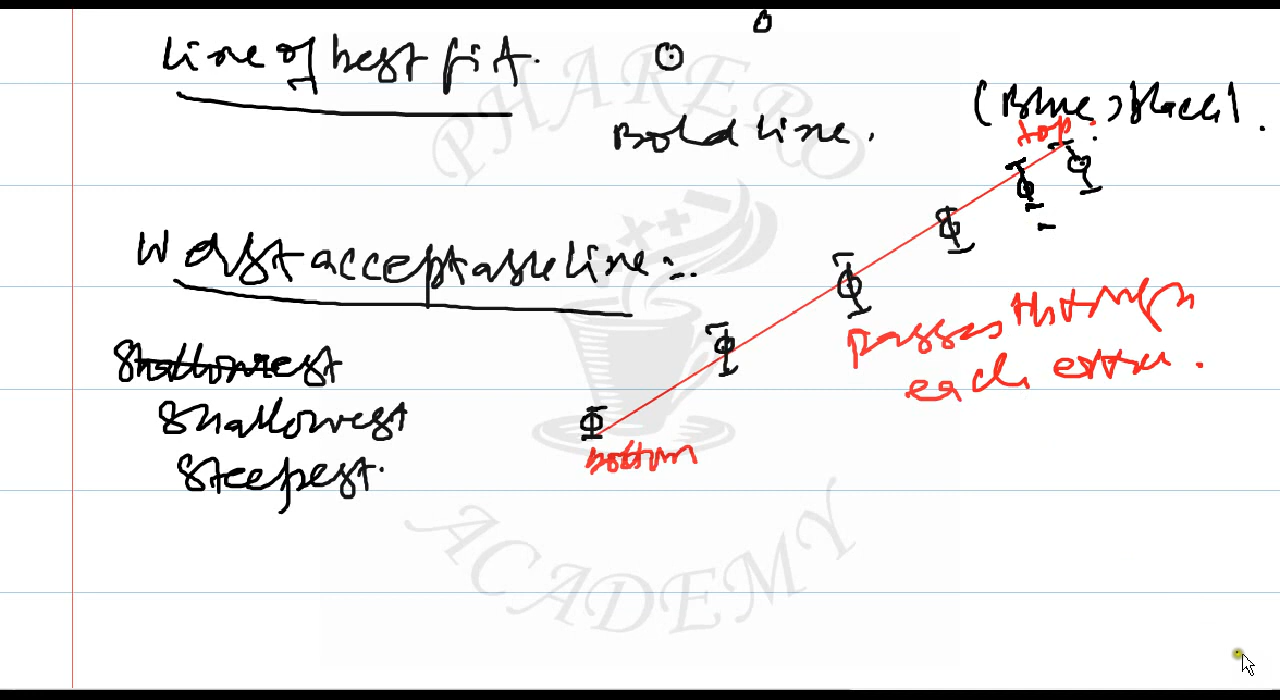 Line of best fit.
Bold line.
(Blue, black).
top
Worst acceptable line:-
passes through
each error.
Shallowest
Shallowest
Steepest.
bottom
PHAKERO
ACADEMY